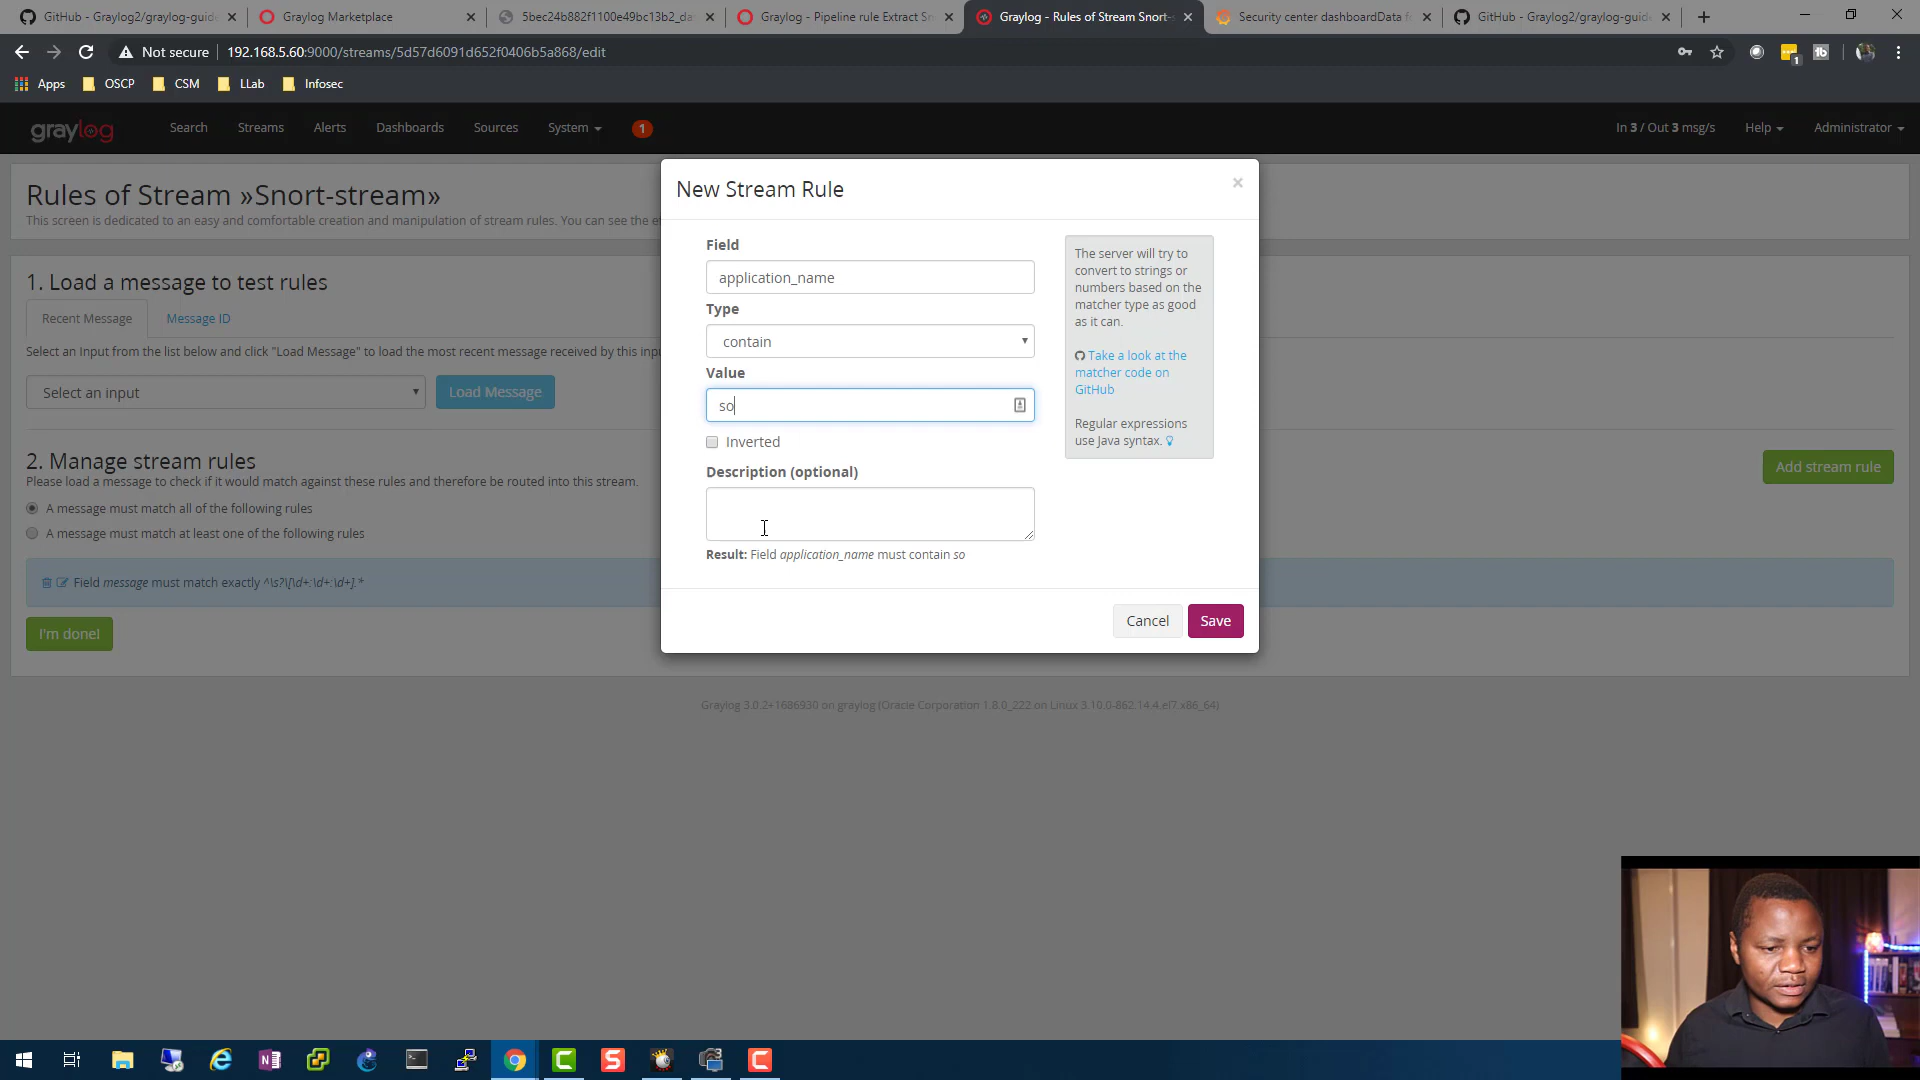 GitHub - Graylog2/graylog-guid
Graylog Marketplace
5bec24b882f1100e49bc13b2_da
Graylog - Pipeline rule Extract Sn
Graylog - Rules of Stream Snort-
Security center dashboardData f
GitHub - Graylog2/graylog-guid
Not secure
192.168.5.60:9000/streams/5d57d6091d652f0406b5a868/edit
1
Apps
OSCP
CSM
LLab
Infosec
graylog
Search
Streams
Alerts
Dashboards
Sources
System
1
In 3 / Out 3 msg/s
Help
Administrator
Rules of Stream »Snort-stream»
This screen is dedicated to an easy and comfortable creation and manipulation of stream rules. You can see the e
1. Load a message to test rules
Recent Message
Message ID
Select an Input from the list below and click "Load Message" to load the most recent message received by this inpu
Select an input
Load Message
2. Manage stream rules
Please load a message to check if it would match against these rules and therefore be routed into this stream.
A message must match all of the following rules
A message must match at least one of the following rules
Add stream rule
Field message must match exactly ^\s?\[\d+:\d+:\d+].*
I'm done!
New Stream Rule
×
Field
application_name
Type
contain
Value
so
Inverted
Description (optional)
Result: Field application_name must contain so
The server will try to
convert to strings or
numbers based on the
matcher type as good
as it can.
Take a look at the
matcher code on
GitHub
Regular expressions
use Java syntax.
Cancel
Save
Graylog 3.0.2+1686930 on graylog (Oracle Corporation 1.8.0_222 on Linux 3.10.0-862.14.4.el7.x86_64)